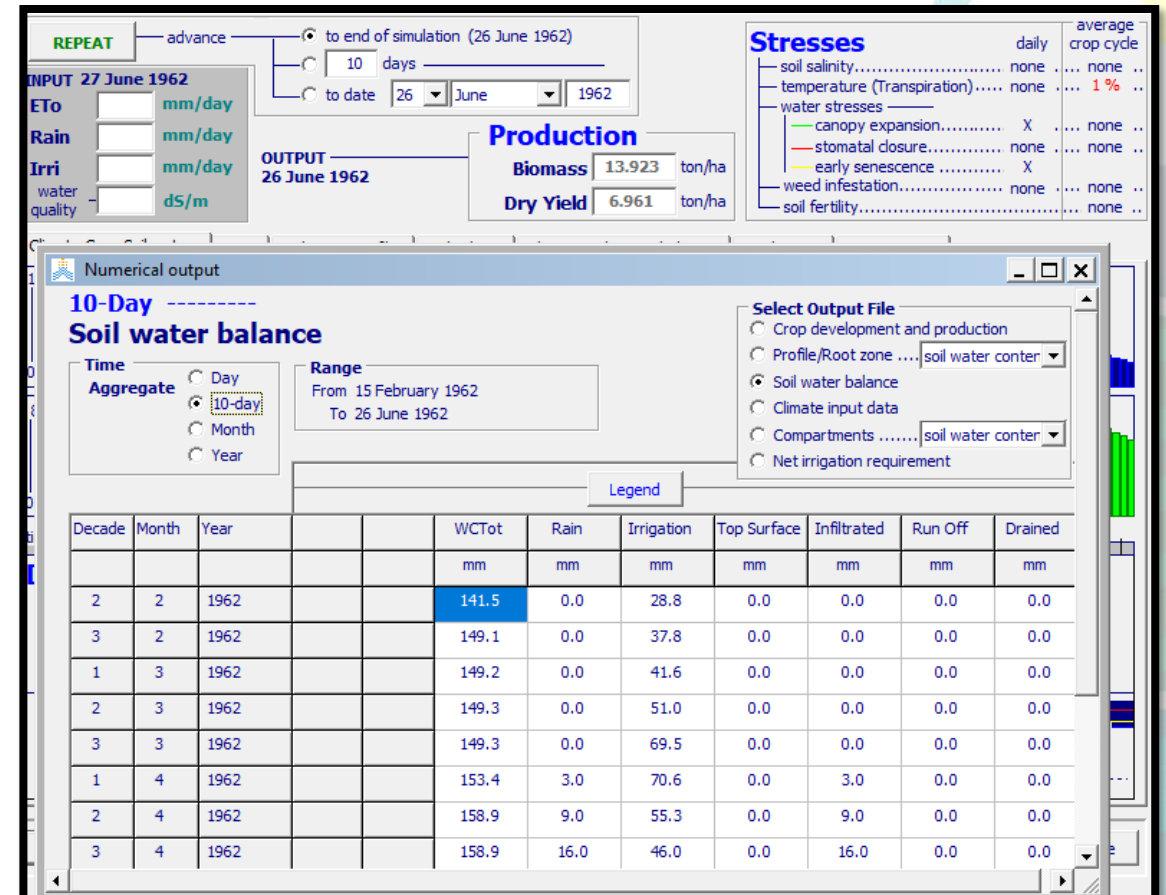 REPEAT
advance
to end of simulation (26 June 1962)
10 days
to date 26 June 1962
INPUT 27 June 1962
ETo mm/day
Rain mm/day
Irri mm/day
water quality dS/m
OUTPUT
26 June 1962
Production
Biomass 13.923 ton/ha
Dry Yield 6.961 ton/ha
Stresses daily average crop cycle
soil salinity........................ none .... none ..
temperature (Transpiration)..... none .... 1 % ..
water stresses
canopy expansion........... X .... none ..
stomatal closure............ none .... none ..
early senescence ........... X
weed infestation................. none .... none ..
soil fertility........................................ none ..
Numerical output
10-Day ---------
Soil water balance
Time
Aggregate
Day
10-day
Month
Year
Range
From 15 February 1962
To 26 June 1962
Select Output File
Crop development and production
Profile/Root zone .... soil water conter
Soil water balance
Climate input data
Compartments ....... soil water conter
Net irrigation requirement
Legend
Decade Month Year WCTot Rain Irrigation Top Surface Infiltrated Run Off Drained
mm mm mm mm mm mm mm
2 2 1962 141.5 0.0 28.8 0.0 0.0 0.0 0.0
3 2 1962 149.1 0.0 37.8 0.0 0.0 0.0 0.0
1 3 1962 149.2 0.0 41.6 0.0 0.0 0.0 0.0
2 3 1962 149.3 0.0 51.0 0.0 0.0 0.0 0.0
3 3 1962 149.3 0.0 69.5 0.0 0.0 0.0 0.0
1 4 1962 153.4 3.0 70.6 0.0 3.0 0.0 0.0
2 4 1962 158.9 9.0 55.3 0.0 9.0 0.0 0.0
3 4 1962 158.9 16.0 46.0 0.0 16.0 0.0 0.0